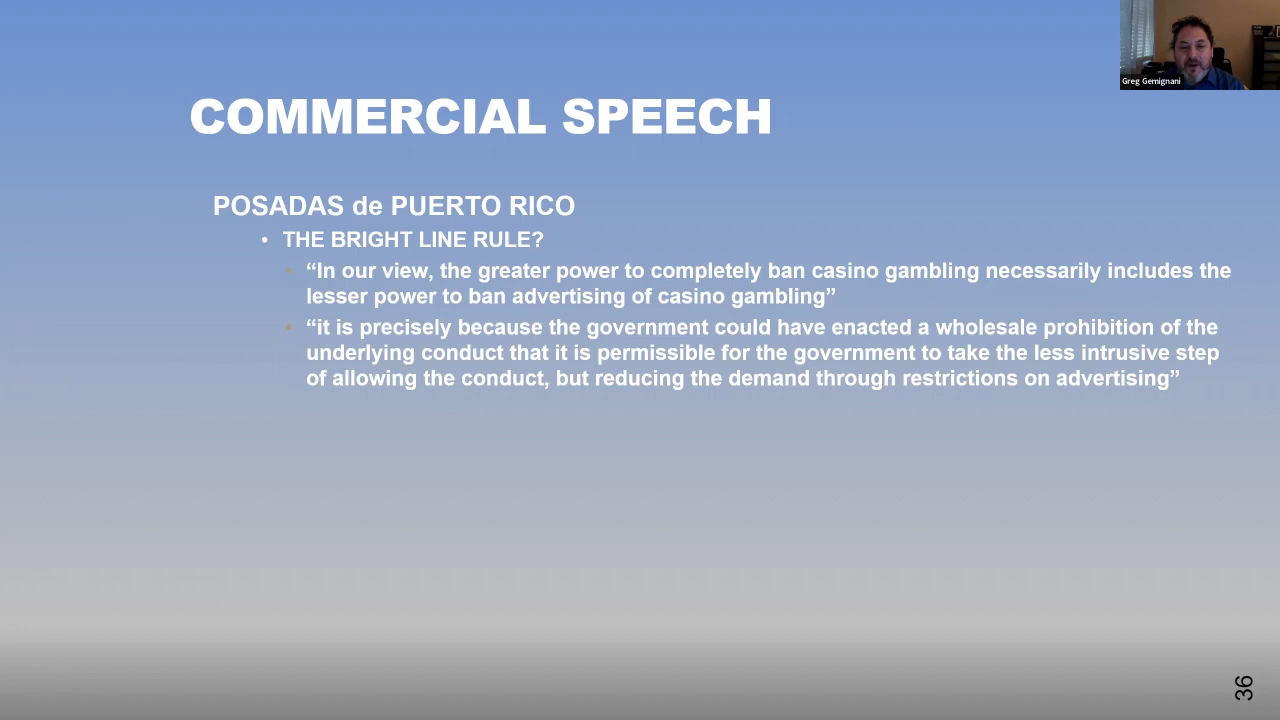 Greg Gemignani
COMMERCIAL SPEECH
POSADAS de PUERTO RICO
• THE BRIGHT LINE RULE?
• “In our view, the greater power to completely ban casino gambling necessarily includes the
lesser power to ban advertising of casino gambling”
• “it is precisely because the government could have enacted a wholesale prohibition of the
underlying conduct that it is permissible for the government to take the less intrusive step
of allowing the conduct, but reducing the demand through restrictions on advertising”
36